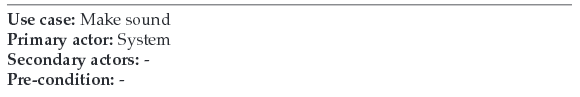 Use case: Make sound
Primary actor: System
Secondary actors: -
Pre-condition: -